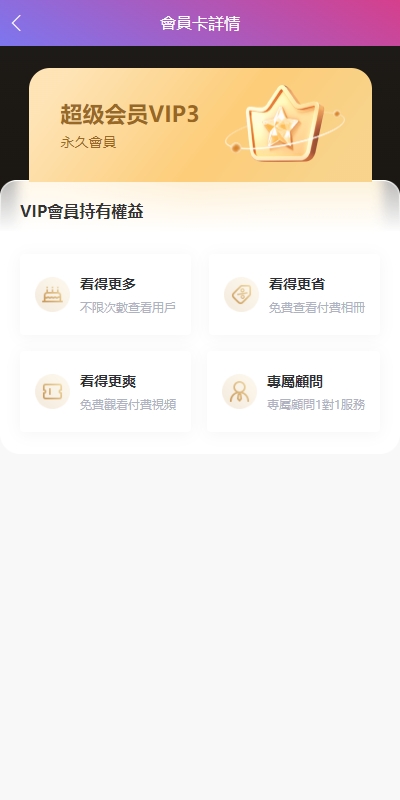 會員卡詳情
超级会员VIP3
永久會員
VIP會員持有權益
看得更多
不限次數查看用戶
看得更省
免費查看付費相冊
看得更爽
免費觀看付費視頻
專屬顧問
專屬顧問1對1服務